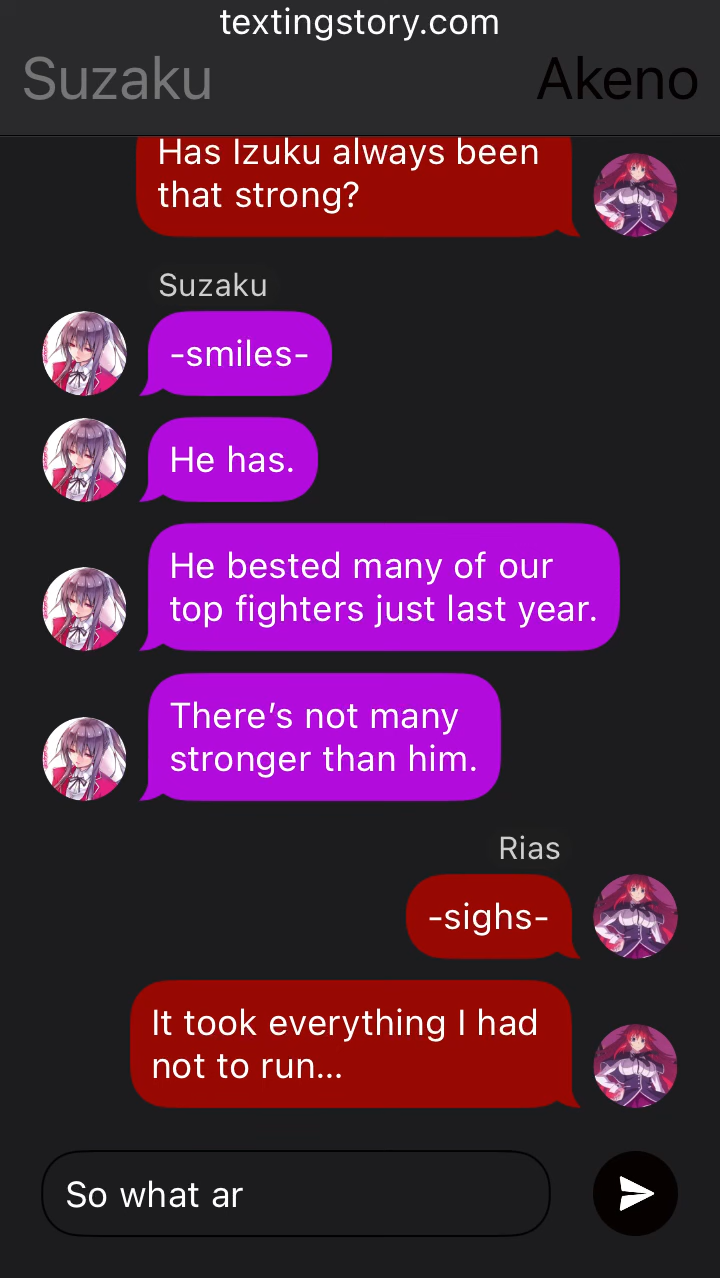 textingstory.com
Suzaku
Akeno
Has Izuku always been
that strong?
Suzaku
-smiles-
He has.
He bested many of our
top fighters just last year.
There’s not many
stronger than him.
Rias
-sighs-
It took everything I had
not to run...
So what ar